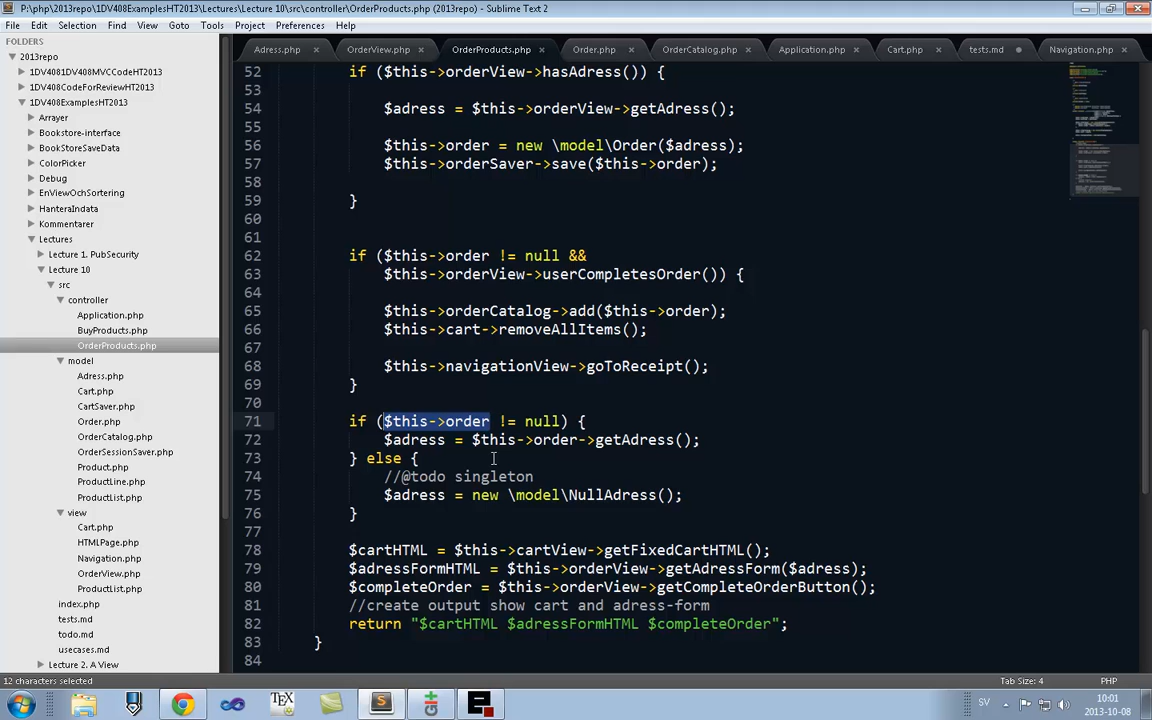 P:\php\2013repo\1DV408ExamplesHT2013\Lectures\Lecture 10\src\controller\OrderProducts.php (2013repo) - Sublime Text 2
File Edit Selection Find View Goto Tools Project Preferences Help
FOLDERS
2013repo
1DV4081DV408MVCCodeHT2013
1DV408CodeForReviewHT2013
1DV408ExamplesHT2013
Arrayer
Bookstore-interface
BookStoreSaveData
ColorPicker
Debug
EnViewOchSortering
HanteraIndata
Kommentarer
Lectures
Lecture 1. PubSecurity
Lecture 10
src
controller
Application.php
BuyProducts.php
OrderProducts.php
model
Adress.php
Cart.php
CartSaver.php
Order.php
OrderCatalog.php
OrderSessionSaver.php
Product.php
ProductLine.php
ProductList.php
view
Cart.php
HTMLPage.php
Navigation.php
OrderView.php
ProductList.php
index.php
tests.md
todo.md
usecases.md
Lecture 2. A View
Adress.php OrderView.php OrderProducts.php Order.php OrderCatalog.php Application.php Cart.php tests.md Navigation.php
52 if ($this->orderView->hasAdress()) {
53
54 $adress = $this->orderView->getAdress();
55
56 $this->order = new \model\Order($adress);
57 $this->orderSaver->save($this->order);
58
59 }
60
61
62 if ($this->order != null &&
63 $this->orderView->userCompletesOrder()) {
64
65 $this->orderCatalog->add($this->order);
66 $this->cart->removeAllItems();
67
68 $this->navigationView->goToReceipt();
69 }
70
71 if ($this->order != null) {
72 $adress = $this->order->getAdress();
73 } else {
74 //@todo singleton
75 $adress = new \model\NullAdress();
76 }
77
78 $cartHTML = $this->cartView->getFixedCartHTML();
79 $adressFormHTML = $this->orderView->getAdressForm($adress);
80 $completeOrder = $this->orderView->getCompleteOrderButton();
81 //create output show cart and adress-form
82 return "$cartHTML $adressFormHTML $completeOrder";
83 }
84
12 characters selected Tab Size: 4 PHP
SV 10:01
2013-10-08